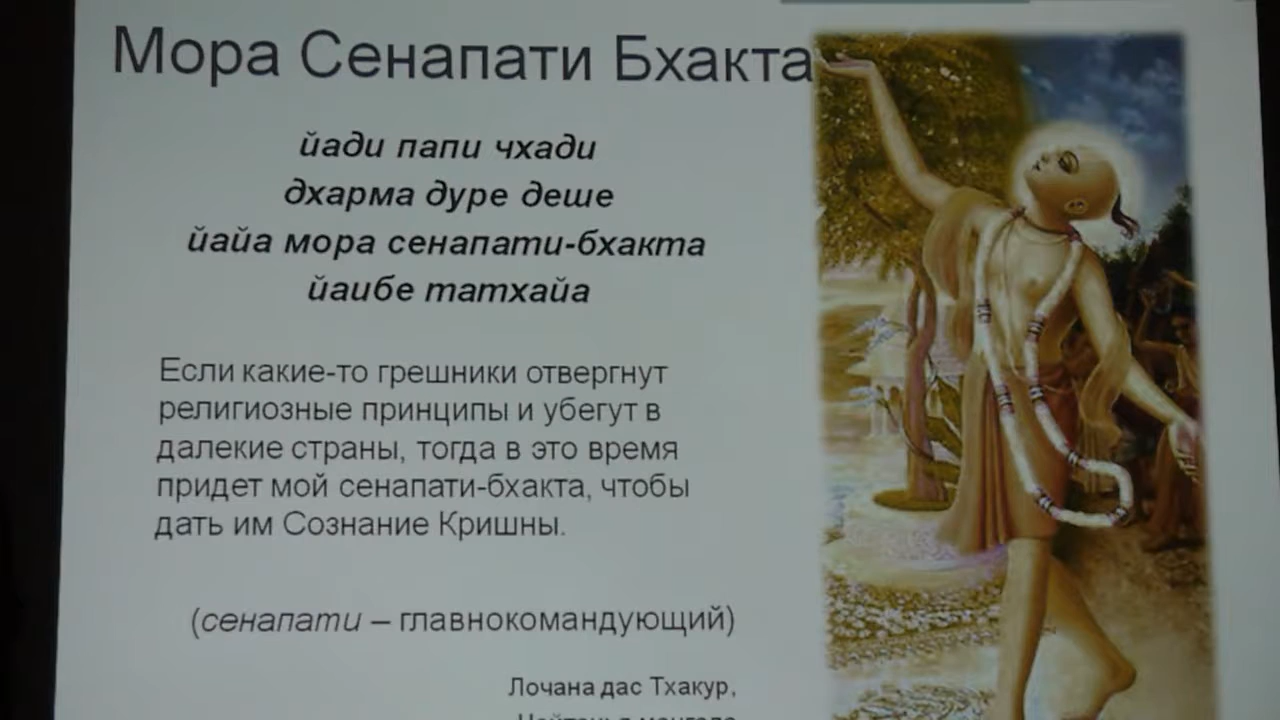 Мора Сенапати Бхакта
йади папи чхади
дхарма дуре деше
йайа мора сенапати-бхакта
йаибе татхайа
Если какие-то грешники отвергнут
религиозные принципы и убегут в
далекие страны, тогда в это время
придет мой сенапати-бхакта, чтобы
дать им Сознание Кришны.
(сенапати – главнокомандующий)
Лочана дас Тхакур,